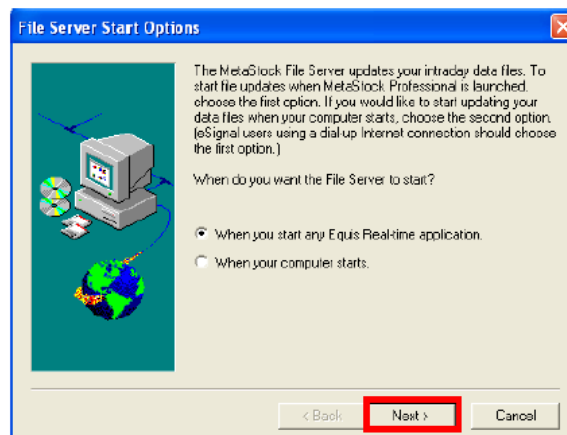 File Server Start Options
The MetaStock File Server updates your intraday data files. To
start file updates when MetaStock Professional is launched,
choose the first option. If you would like to start updating your
data files when your computer starts, choose the second option.
(eSignal users using a dial-up Internet connection should choose
the first option.)
When do you want the File Server to start?
When you start any Equis Real-time application.
When your computer starts.
< Back
Next >
Cancel